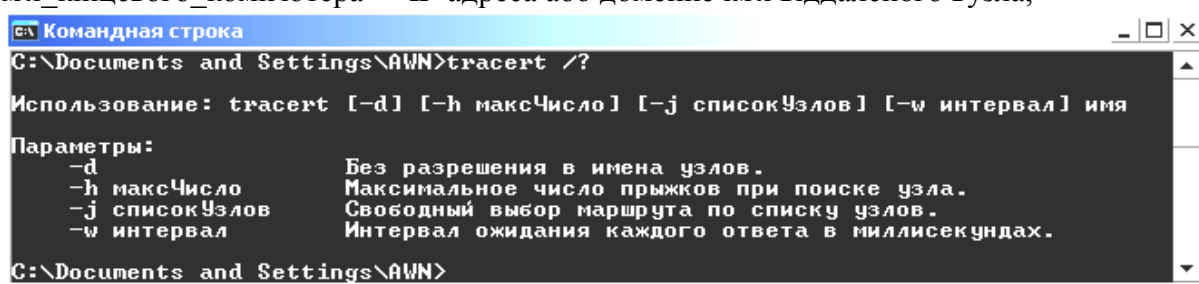 Командная строка
C:\Documents and Settings\AWN>tracert /?
Использование: tracert [-d] [-h максЧисло] [-j списокУзлов] [-w интервал] имя
Параметры:
-d Без разрешения в имена узлов.
-h максЧисло Максимальное число прыжков при поиске узла.
-j списокУзлов Свободный выбор маршрута по списку узлов.
-w интервал Интервал ожидания каждого ответа в миллисекундах.
C:\Documents and Settings\AWN>